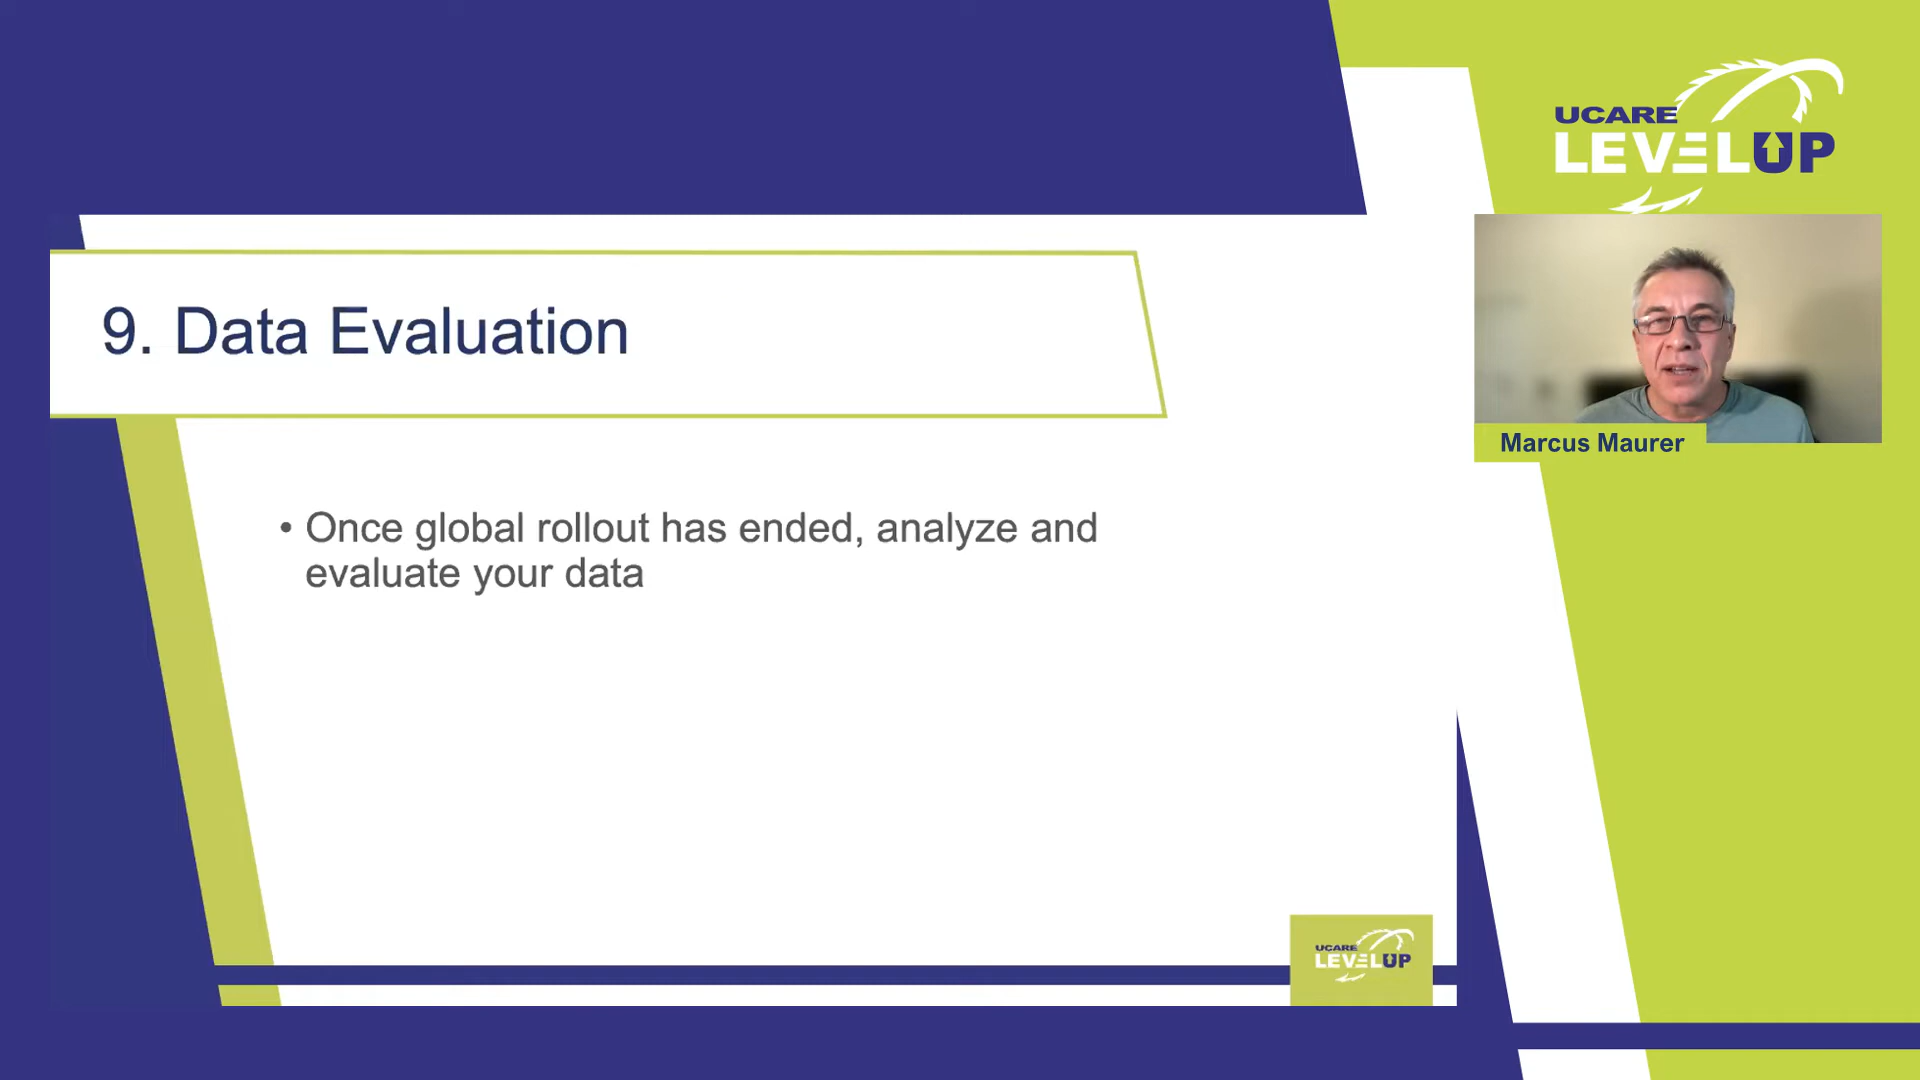 UCARE
LEVELUP
9. Data Evaluation
Marcus Maurer
• Once global rollout has ended, analyze and
evaluate your data
UCARE
LEVELUP